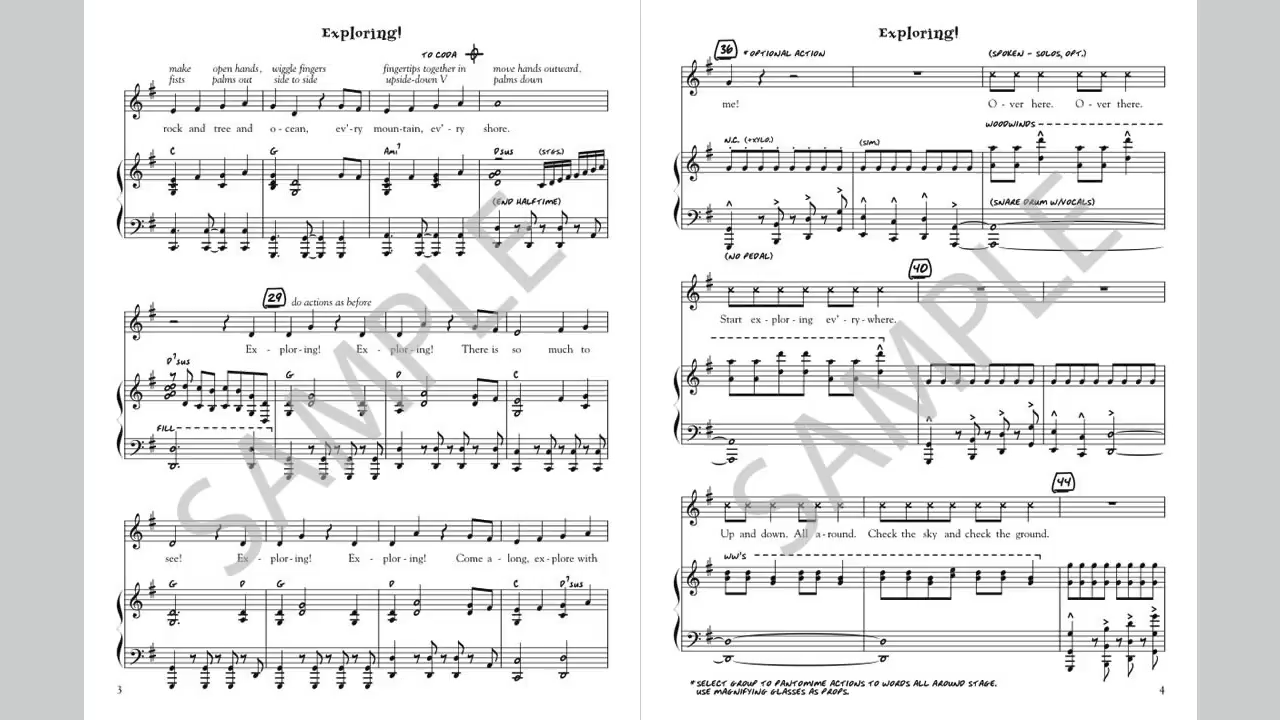 Exploring!
TO CODA
make open hands, wiggle fingers fingertips together in move hands outward,
fists palms out side to side upside-down V palms down
rock and tree and o - cean, ev'- ry moun - tain, ev' - ry shore.
C G Ami7 Dsus (STGS.)
(END HALFTIME)
29 do actions as before
Ex - plor - ing! Ex - plor - ing! There is so much to
D7sus G D C
FILL
see! Ex - plor - ing! Ex - plor - ing! Come a - long, ex - plore with
G D G D C D7sus
3
Exploring!
36 *OPTIONAL ACTION (SPOKEN - SOLOS, OPT.)
me! O - ver here. O - ver there.
WOODWINDS
N.C. (+XYLO.) (SIM.)
(SNARE DRUM W/VOCALS)
(NO PEDAL)
40
Start ex - plor - ing ev' - ry - where.
44
Up and down. All a - round. Check the sky and check the ground.
WW'S
*SELECT GROUP TO PANTOMIME ACTIONS TO WORDS ALL AROUND STAGE.
USE MAGNIFYING GLASSES AS PROPS.
4
SAMPLE
SAMPLE